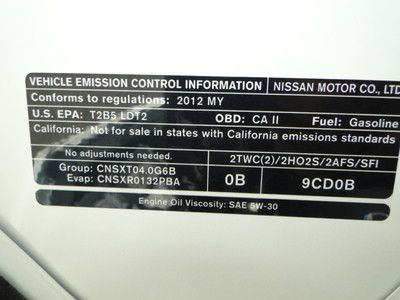 VEHICLE EMISSION CONTROL INFORMATION NISSAN MOTOR CO., LTD
Conforms to regulations: 2012 MY
U.S. EPA: T2B5 LDT2 OBD: CA II Fuel: Gasoline
California: Not for sale in states with California emissions standards
No adjustments needed. 2TWC(2)/2HO2S/2AFS/SFI
Group: CNSXT04.0G6B
Evap: CNSXR0132PBA 0B 9CD0B
Engine Oil Viscosity: SAE 5W-30